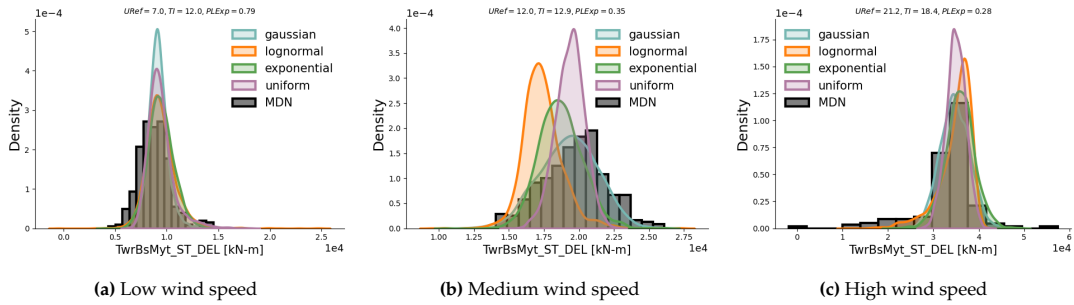 URef = 7.0, TI = 12.0, PLExp = 0.79
1e−4
5
4
3
2
1
0
Density
gaussian
lognormal
exponential
uniform
MDN
0.0 0.5 1.0 1.5 2.0 2.5
1e4
TwrBsMyt_ST_DEL [kN-m]
(a) Low wind speed
URef = 12.0, TI = 12.9, PLExp = 0.35
1e−4
4.0
3.5
3.0
2.5
2.0
1.5
1.0
0.5
0.0
Density
gaussian
lognormal
exponential
uniform
MDN
1.00 1.25 1.50 1.75 2.00 2.25 2.50 2.75
1e4
TwrBsMyt_ST_DEL [kN-m]
(b) Medium wind speed
URef = 21.2, TI = 18.4, PLExp = 0.28
1e−4
1.75
1.50
1.25
1.00
0.75
0.50
0.25
0.00
Density
gaussian
lognormal
exponential
uniform
MDN
0 1 2 3 4 5 6
1e4
TwrBsMyt_ST_DEL [kN-m]
(c) High wind speed